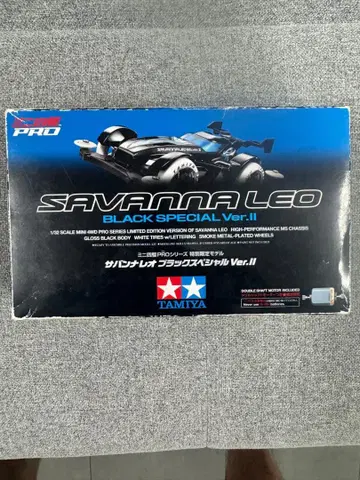 PRO
SAVANNA LEO
SAVANNA LEO
BLACK SPECIAL Ver.II
1/32 SCALE MINI 4WD PRO SERIES LIMITED EDITION VERSION OF SAVANNA LEO HIGH-PERFORMANCE MS CHASSIS
GLOSS BLACK BODY WHITE TIRES w/LETTERING SMOKE METAL-PLATED WHEELS
ミニ四駆PROシリーズ 特別限定モデル
サバンナレオ ブラックスペシャル Ver.II
TAMIYA
DOUBLE SHAFT MOTOR INCLUDED